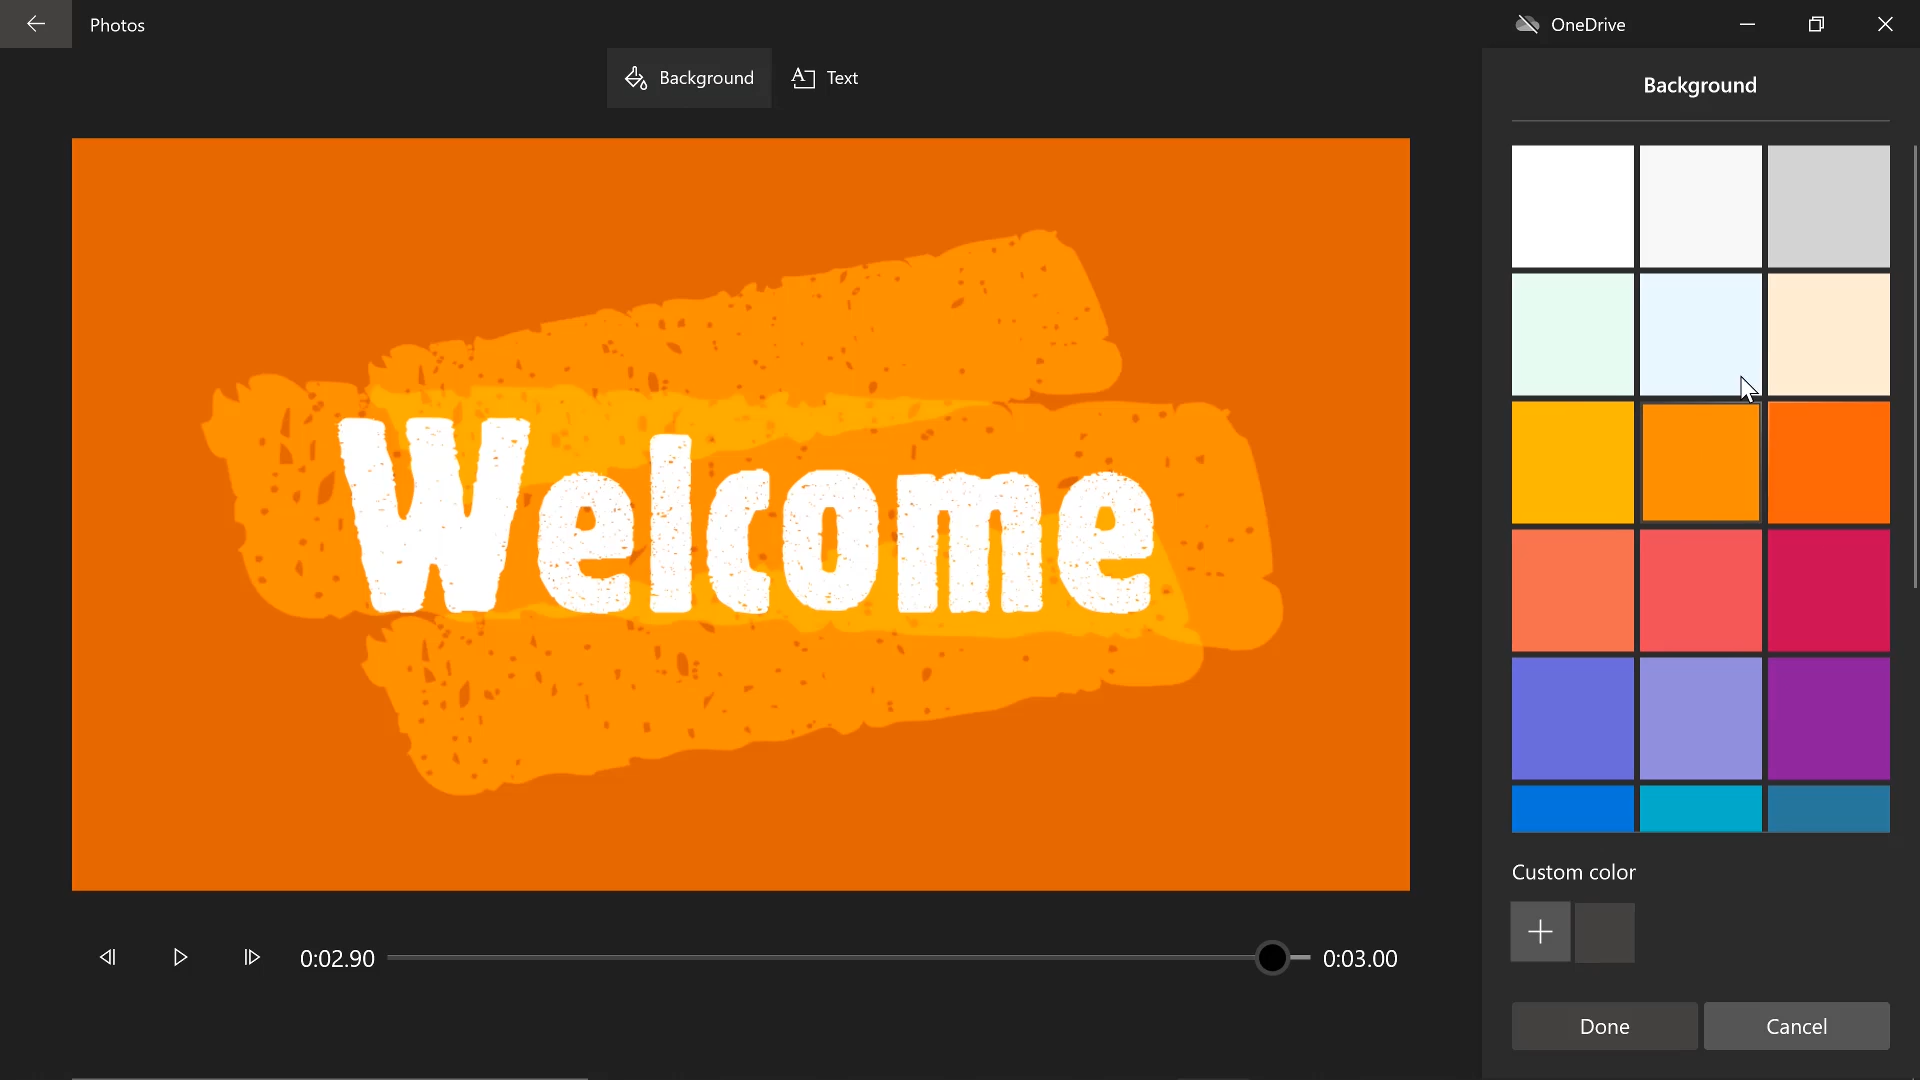 Photos
OneDrive
Background
Text
Background
Welcome
Custom color
0:02.90
0:03.00
Done
Cancel